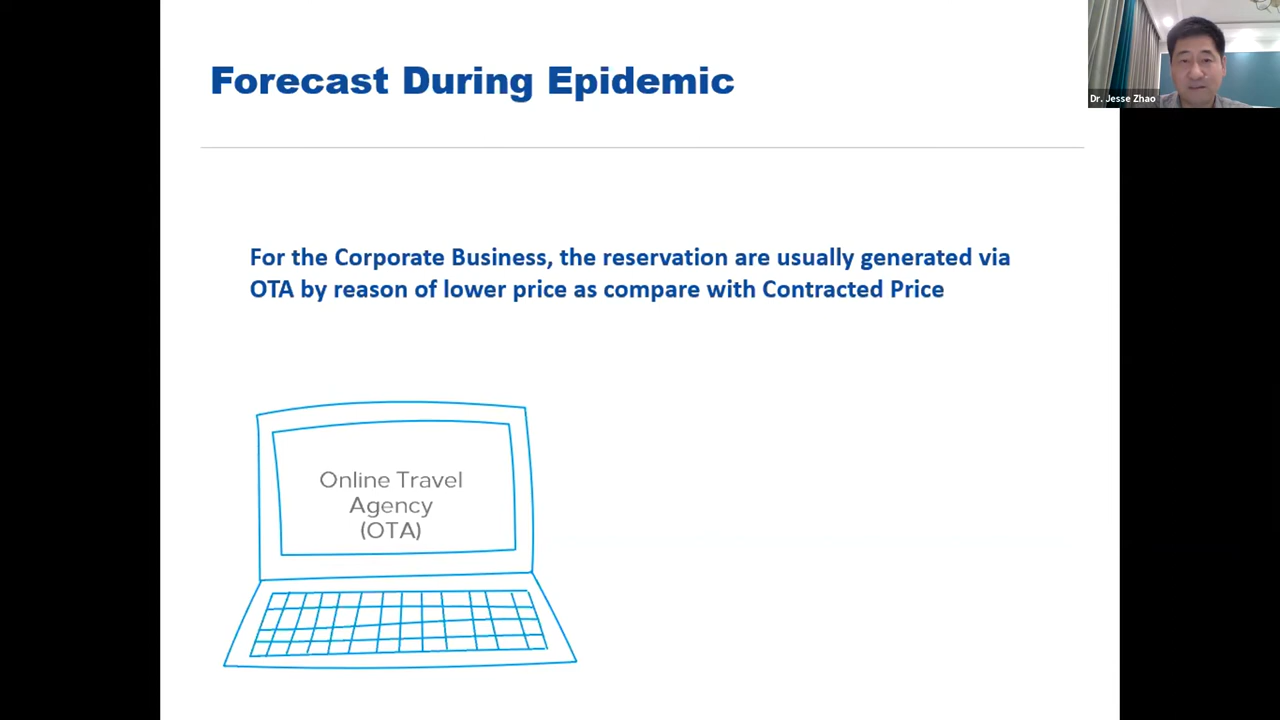 Forecast During Epidemic
Dr. Jesse Zhao
For the Corporate Business, the reservation are usually generated via
OTA by reason of lower price as compare with Contracted Price
Online Travel
Agency
(OTA)